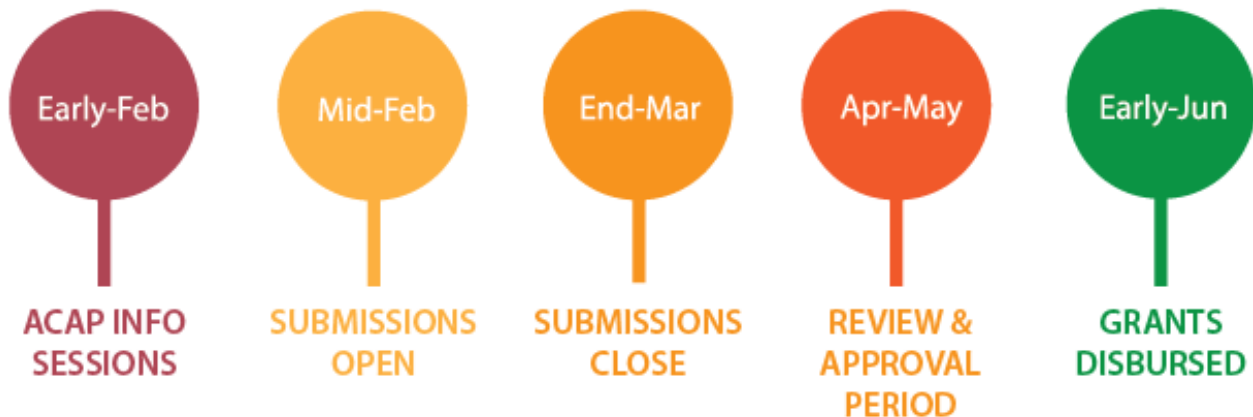 Early-Feb
Mid-Feb
End-Mar
Apr-May
Early-Jun
ACAP INFO
SESSIONS
SUBMISSIONS
OPEN
SUBMISSIONS
CLOSE
REVIEW &
APPROVAL
PERIOD
GRANTS
DISBURSED